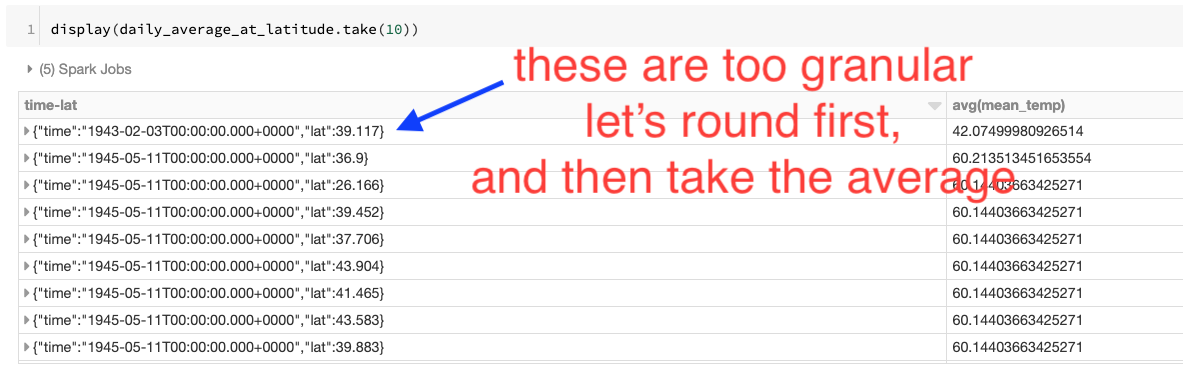 1 display(daily_average_at_latitude.take(10))
(5) Spark Jobs
these are too granular
let's round first,
and then take the average
time-lat avg(mean_temp)
{"time":"1943-02-03T00:00:00.000+0000","lat":39.117} 42.07499980926514
{"time":"1945-05-11T00:00:00.000+0000","lat":36.9} 60.213513451653554
{"time":"1945-05-11T00:00:00.000+0000","lat":26.166} 60.14403663425271
{"time":"1945-05-11T00:00:00.000+0000","lat":39.452} 60.14403663425271
{"time":"1945-05-11T00:00:00.000+0000","lat":37.706} 60.14403663425271
{"time":"1945-05-11T00:00:00.000+0000","lat":43.904} 60.14403663425271
{"time":"1945-05-11T00:00:00.000+0000","lat":41.465} 60.14403663425271
{"time":"1945-05-11T00:00:00.000+0000","lat":43.583} 60.14403663425271
{"time":"1945-05-11T00:00:00.000+0000","lat":39.883} 60.14403663425271